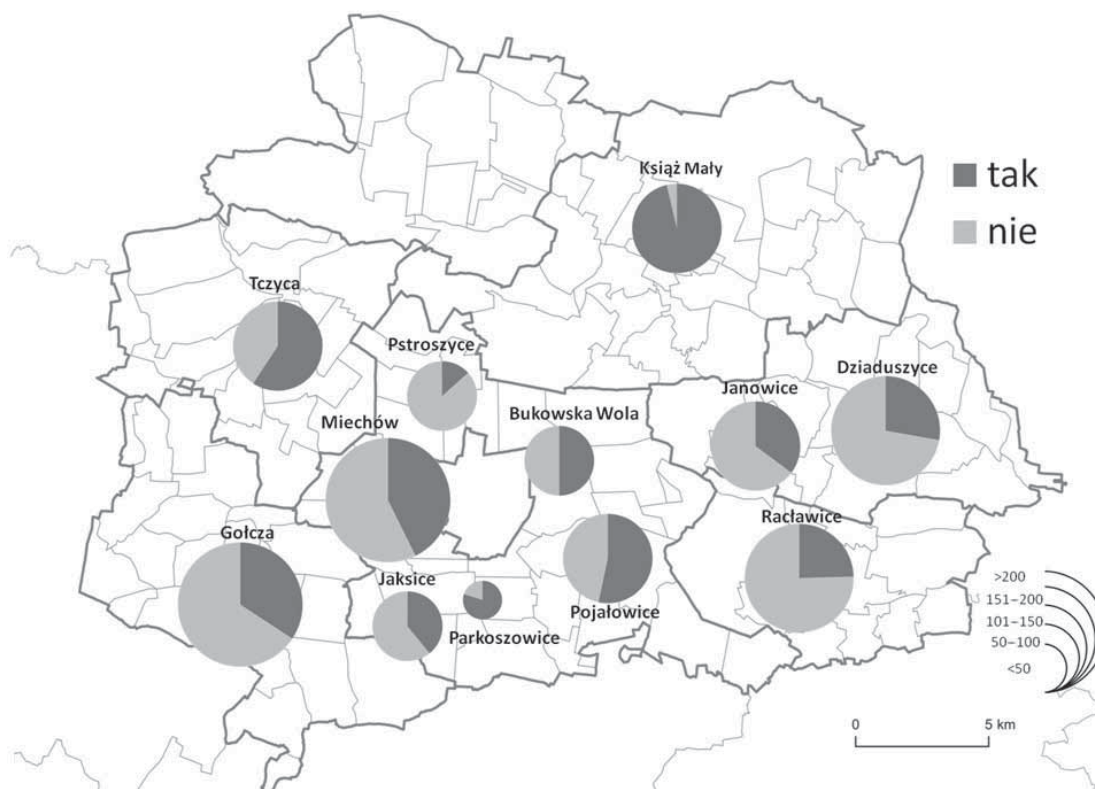 Książ Mały
tak
nie
Tczyca
Pstroszyce
Dziaduszyce
Janowice
Miechów
Bukowska Wola
Racławice
Gołcza
Jaksice
Parkoszowice
Pojałowice
>200
151–200
101–150
50–100
<50
0 5 km